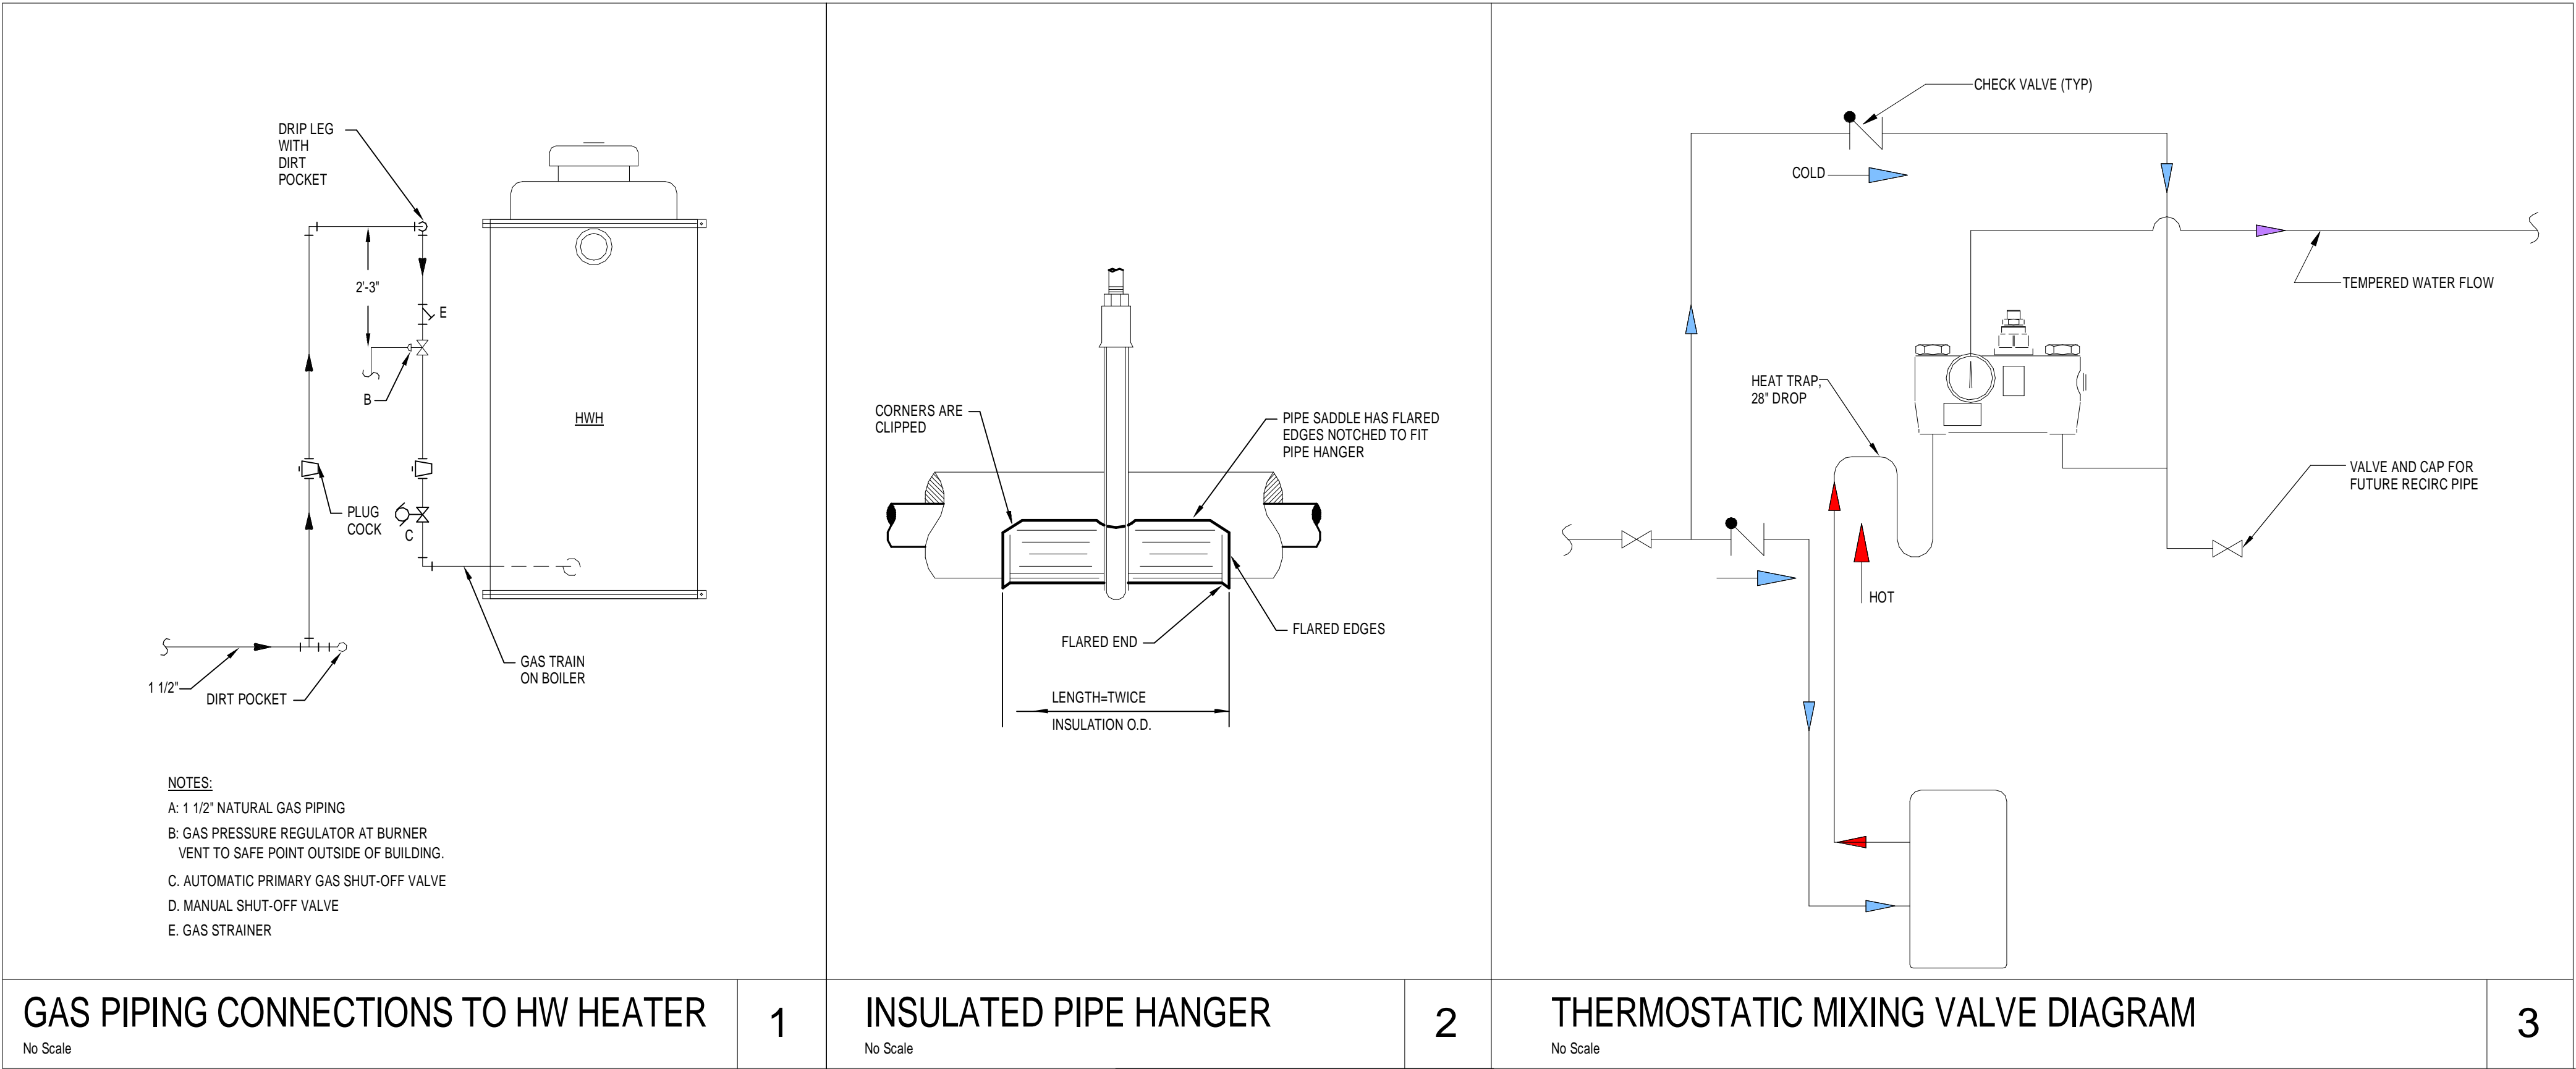 DRIP LEG
WITH
DIRT
POCKET
2'-3"
E
B
HWH
PLUG
COCK
C
GAS TRAIN
ON BOILER
1 1/2"
DIRT POCKET
NOTES:
A: 1 1/2" NATURAL GAS PIPING
B: GAS PRESSURE REGULATOR AT BURNER
VENT TO SAFE POINT OUTSIDE OF BUILDING.
C. AUTOMATIC PRIMARY GAS SHUT-OFF VALVE
D. MANUAL SHUT-OFF VALVE
E. GAS STRAINER
GAS PIPING CONNECTIONS TO HW HEATER
No Scale
1
CORNERS ARE
CLIPPED
PIPE SADDLE HAS FLARED
EDGES NOTCHED TO FIT
PIPE HANGER
FLARED EDGES
FLARED END
LENGTH=TWICE
INSULATION O.D.
INSULATED PIPE HANGER
No Scale
2
CHECK VALVE (TYP)
COLD
TEMPERED WATER FLOW
HEAT TRAP,
28" DROP
VALVE AND CAP FOR
FUTURE RECIRC PIPE
HOT
THERMOSTATIC MIXING VALVE DIAGRAM
No Scale
3